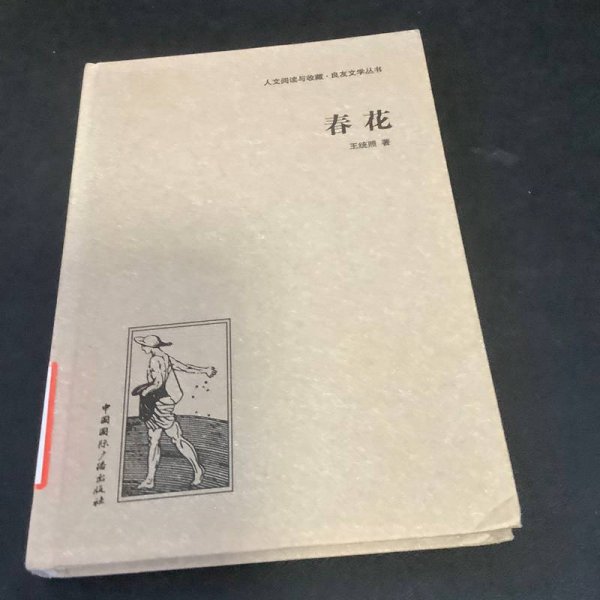 人文阅读与收藏·良友文学丛书
春花
王统照 著
中国国际广播出版社